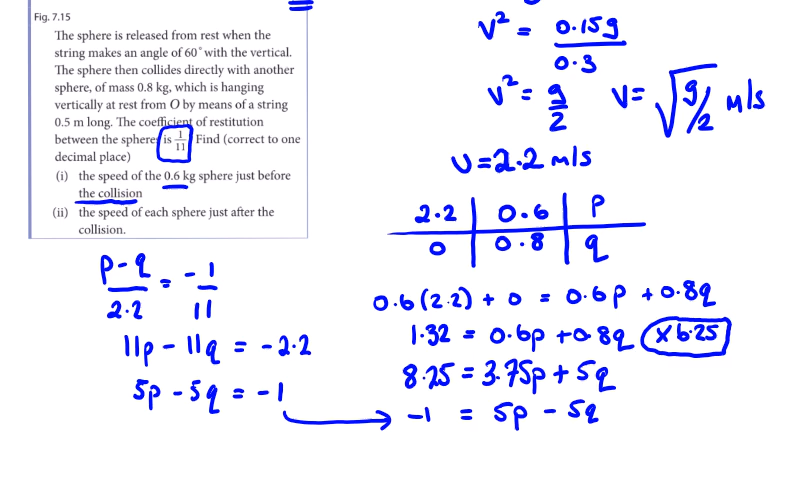 Fig. 7.15
The sphere is released from rest when the
string makes an angle of 60° with the vertical.
The sphere then collides directly with another
sphere, of mass 0.8 kg, which is hanging
vertically at rest from O by means of a string
0.5 m long. The coefficient of restitution
between the spheres is 1/11. Find (correct to one
decimal place)
(i) the speed of the 0.6 kg sphere just before
the collision
(ii) the speed of each sphere just after the
collision.
V² = 0.15g/0.3
V² = g/2 V = √g/2 m/s
U = 2.2 m/s
2.2 | 0.6 | P
0 | 0.8 | q
P - q / 2.2 = -1/11
11p - 11q = -2.2
5p - 5q = -1
0.6(2.2) + 0 = 0.6p + 0.8q
1.32 = 0.6p + 0.8q (x 6.25)
8.25 = 3.75p + 5q
-1 = 5p - 5q